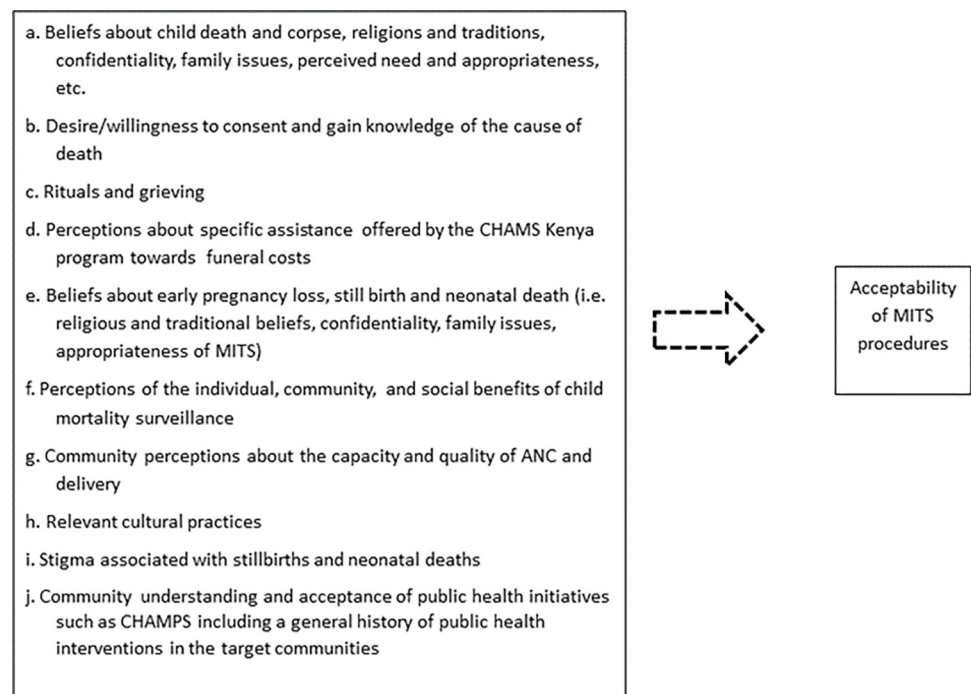 a. Beliefs about child death and corpse, religions and traditions,
confidentiality, family issues, perceived need and appropriateness,
etc.
b. Desire/willingness to consent and gain knowledge of the cause of
death
c. Rituals and grieving
d. Perceptions about specific assistance offered by the CHAMS Kenya
program towards funeral costs
e. Beliefs about early pregnancy loss, still birth and neonatal death (i.e.
religious and traditional beliefs, confidentiality, family issues,
appropriateness of MITS)
f. Perceptions of the individual, community, and social benefits of child
mortality surveillance
g. Community perceptions about the capacity and quality of ANC and
delivery
h. Relevant cultural practices
i. Stigma associated with stillbirths and neonatal deaths
j. Community understanding and acceptance of public health initiatives
such as CHAMPS including a general history of public health
interventions in the target communities
Acceptability
of MITS
procedures